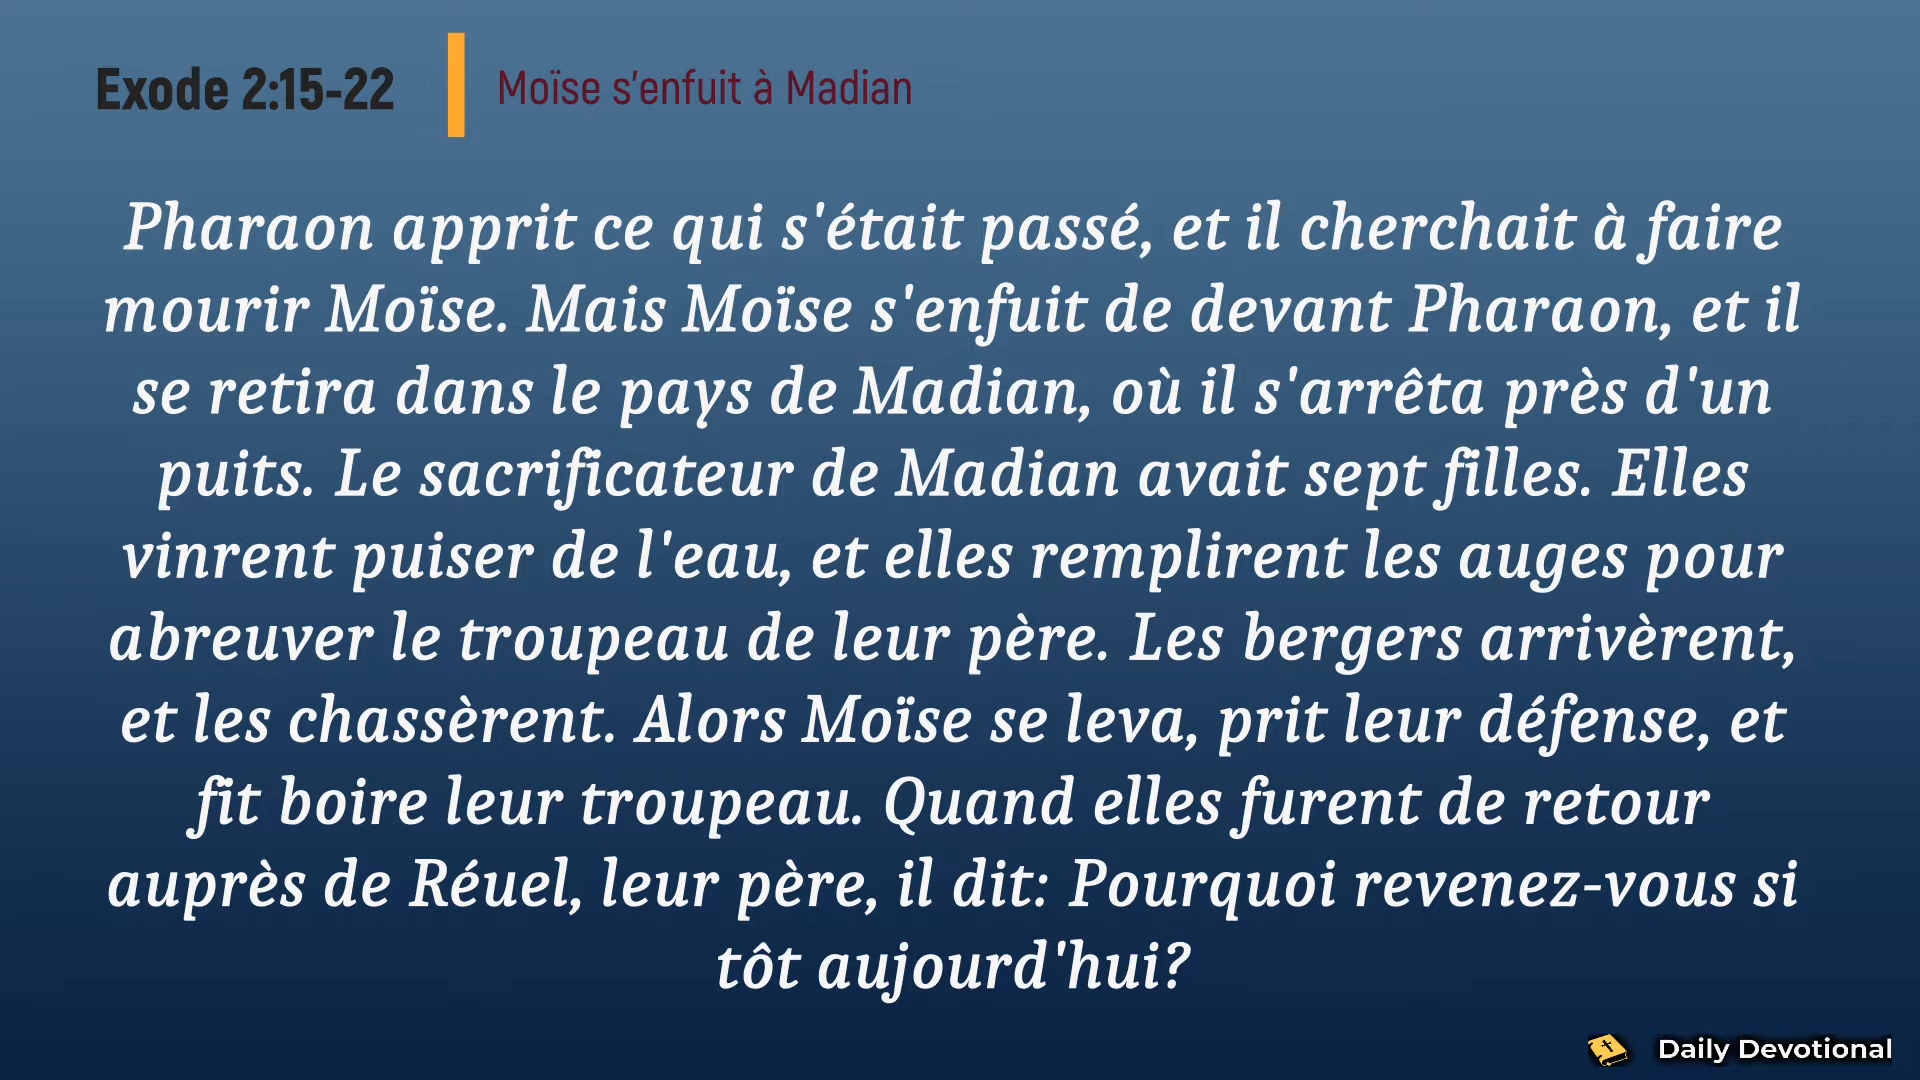 Exode 2:15-22
Moïse s'enfuit à Madian
Pharaon apprit ce qui s'était passé, et il cherchait à faire
mourir Moïse. Mais Moïse s'enfuit de devant Pharaon, et il
se retira dans le pays de Madian, où il s'arrêta près d'un
puits. Le sacrificateur de Madian avait sept filles. Elles
vinrent puiser de l'eau, et elles remplirent les auges pour
abreuver le troupeau de leur père. Les bergers arrivèrent,
et les chassèrent. Alors Moïse se leva, prit leur défense, et
fit boire leur troupeau. Quand elles furent de retour
auprès de Réuel, leur père, il dit: Pourquoi revenez-vous si
tôt aujourd'hui?
Daily Devotional